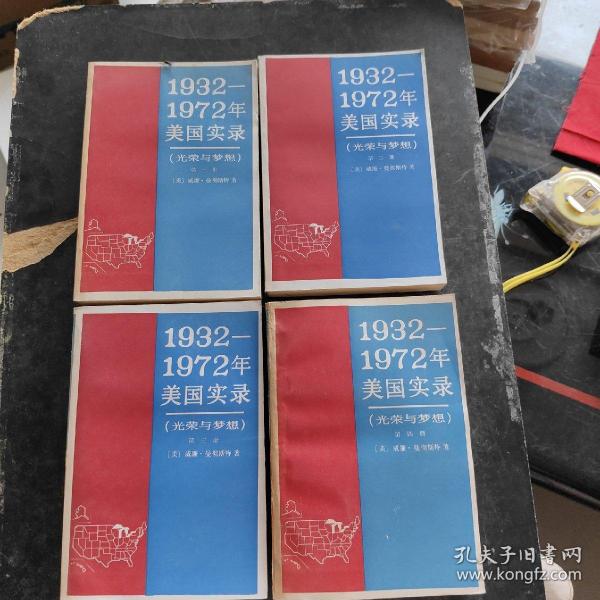 1932—
1972年
美国实录
(光荣与梦想)
第一册
〔美〕威廉·曼彻斯特 著
1932—
1972年
美国实录
(光荣与梦想)
第二册
〔美〕威廉·曼彻斯特 著
1932—
1972年
美国实录
(光荣与梦想)
第三册
〔美〕威廉·曼彻斯特 著
1932—
1972年
美国实录
(光荣与梦想)
第四册
〔美〕威廉·曼彻斯特 著
孔夫子旧书网
www.kongfz.com